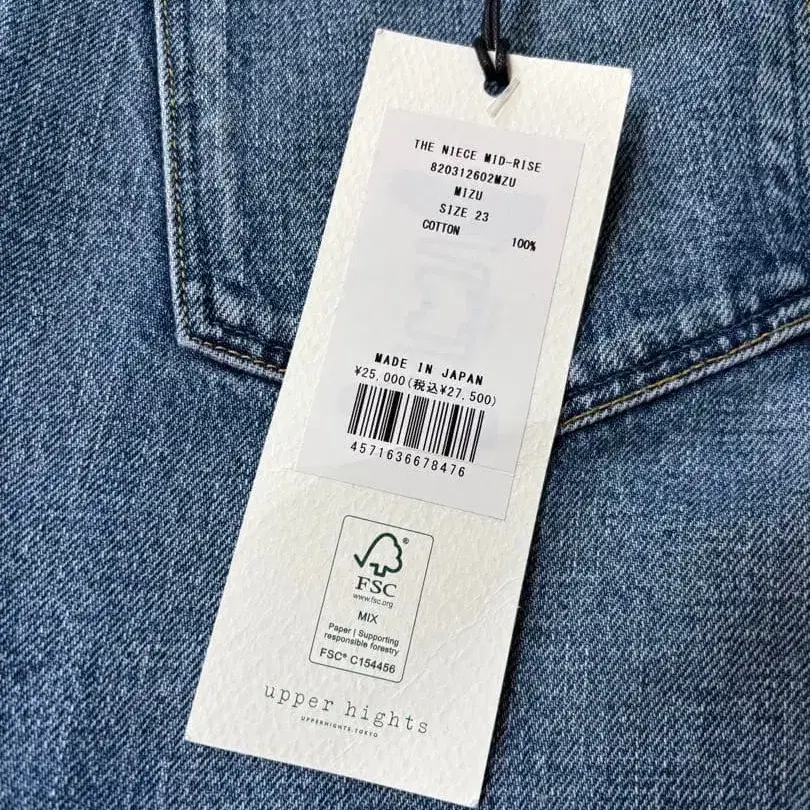 THE NIECE MID-RISE
820312602MZU
MIZU
SIZE 23
COTTON 100%
MADE IN JAPAN
¥25,000(税込¥27,500)
4571636678476
®
FSC
www.fsc.org
MIX
Paper | Supporting
responsible forestry
FSC® C154456
upper hights
UPPERHIGHTS.TOKYO